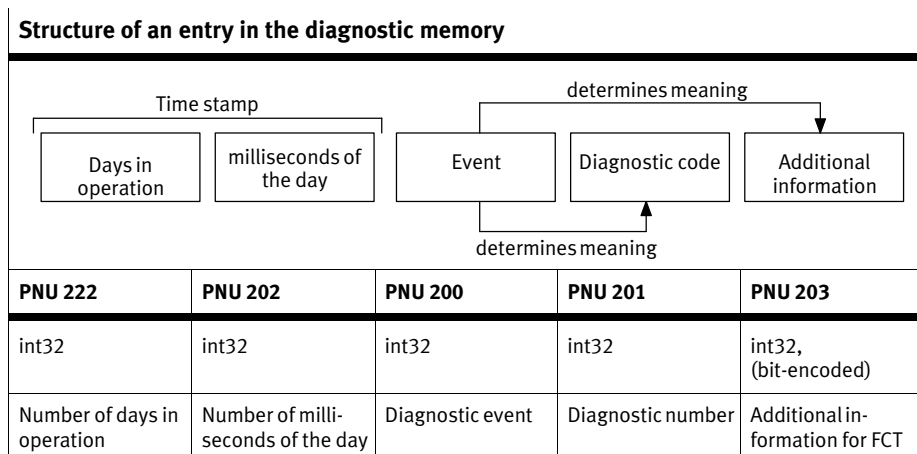 Structure of an entry in the diagnostic memory
determines meaning
Time stamp
Days in
operation
milliseconds of
the day
Event
Diagnostic code
Additional
information
determines meaning
PNU 222 PNU 202 PNU 200 PNU 201 PNU 203
int32 int32 int32 int32 int32,
(bit-encoded)
Number of days in
operation
Number of milli-
seconds of the day
Diagnostic event
Diagnostic number
Additional in-
formation for FCT